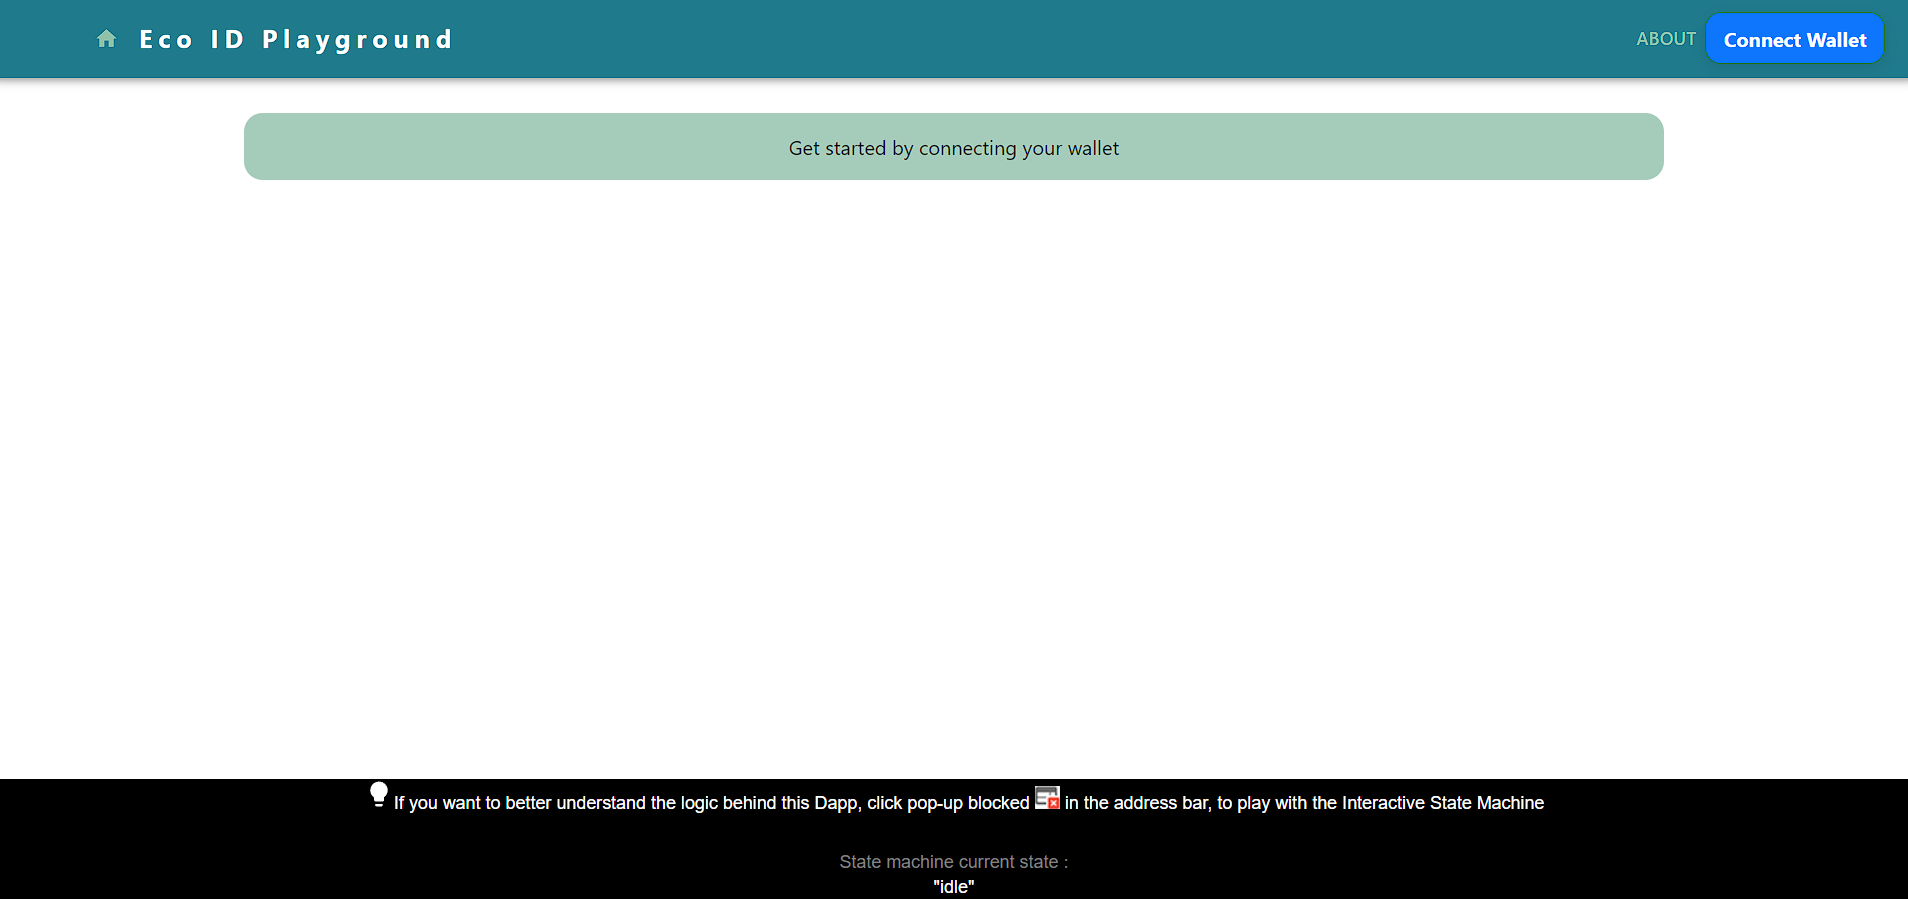 Eco ID Playground
ABOUT
Connect Wallet
Get started by connecting your wallet
If you want to better understand the logic behind this Dapp, click pop-up blocked in the address bar, to play with the Interactive State Machine
State machine current state :
"idle"